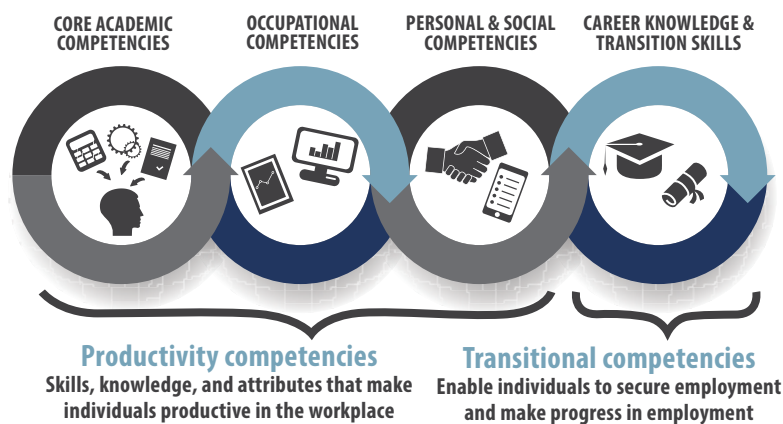 CORE ACADEMIC
COMPETENCIES
OCCUPATIONAL
COMPETENCIES
PERSONAL & SOCIAL
COMPETENCIES
CAREER KNOWLEDGE &
TRANSITION SKILLS
Productivity competencies
Skills, knowledge, and attributes that make
individuals productive in the workplace
Transitional competencies
Enable individuals to secure employment
and make progress in employment